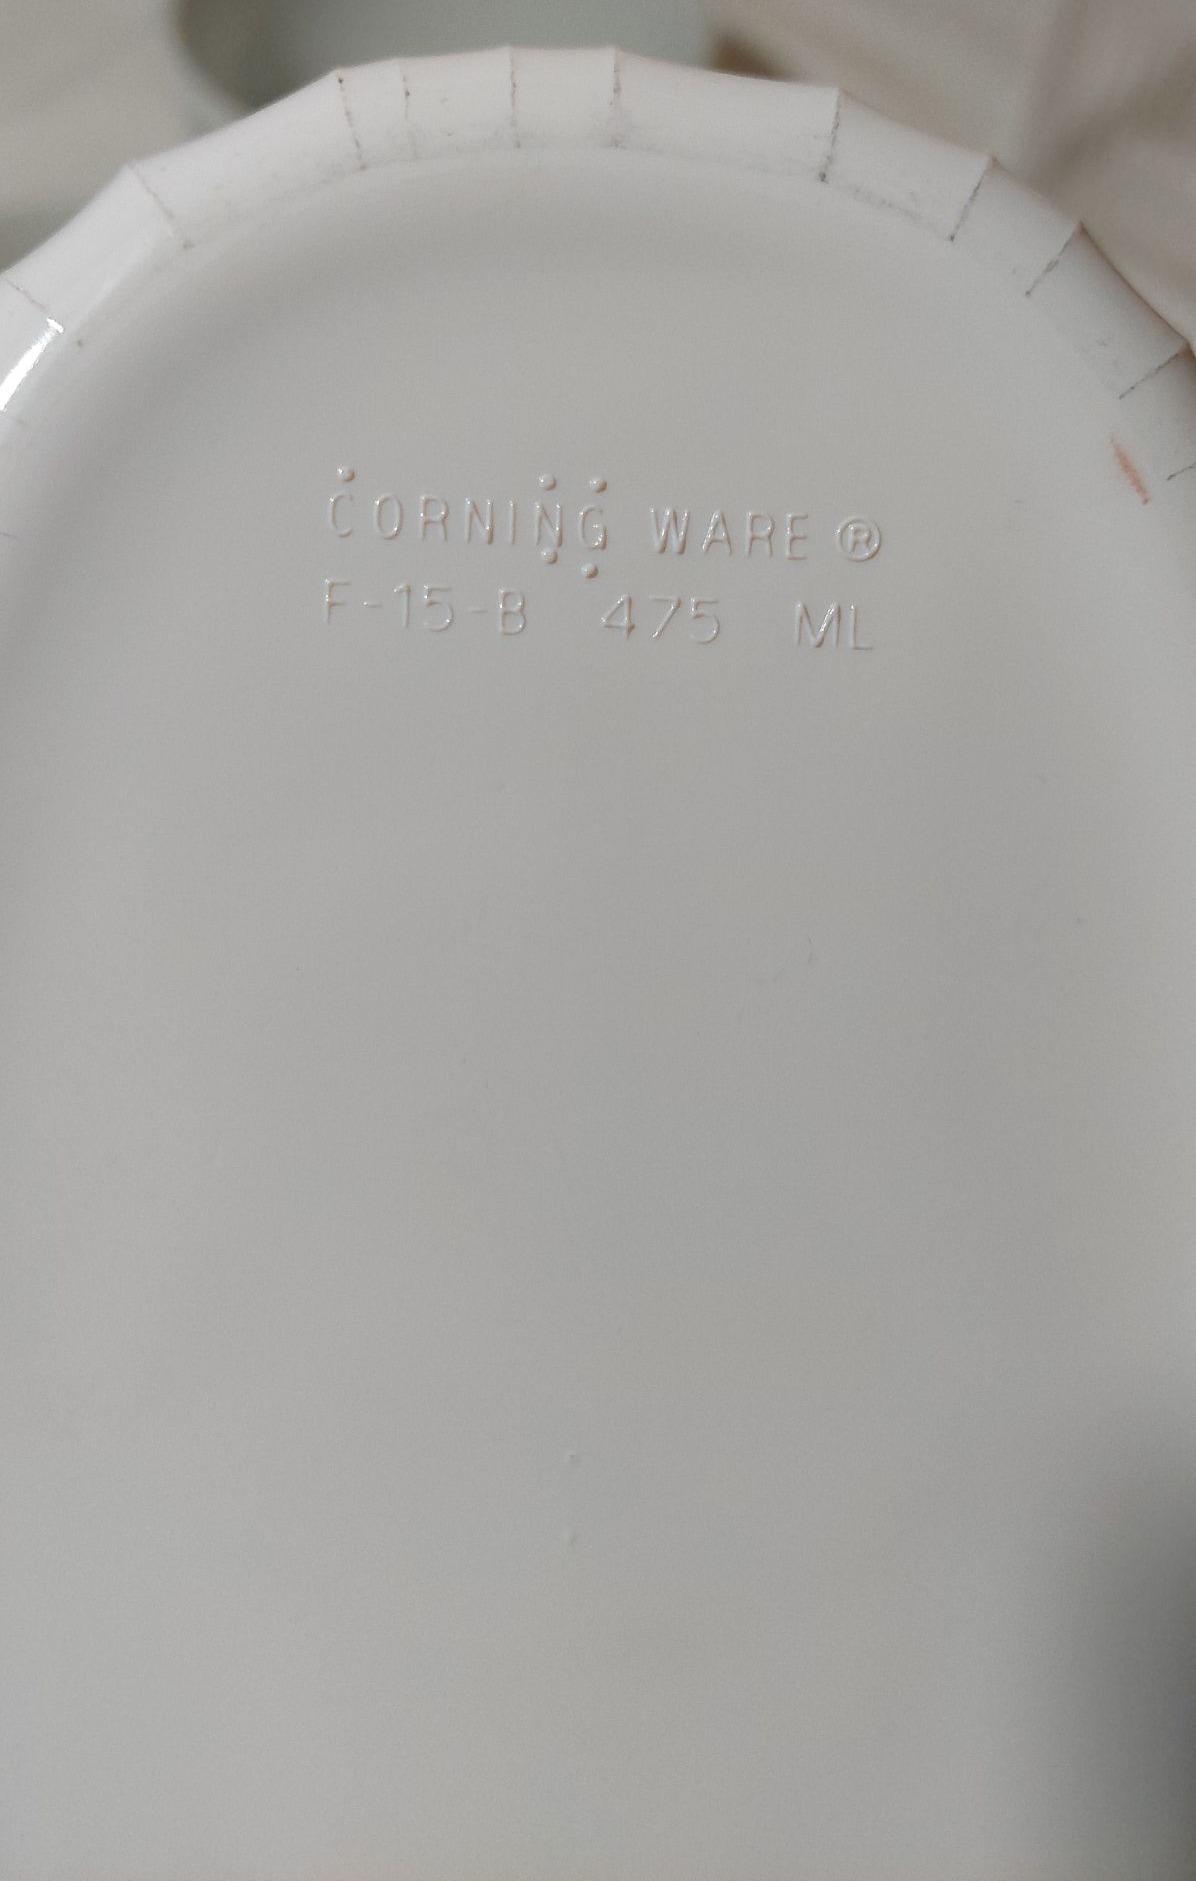 CORNING WARE ®
F-15-B 475 ML